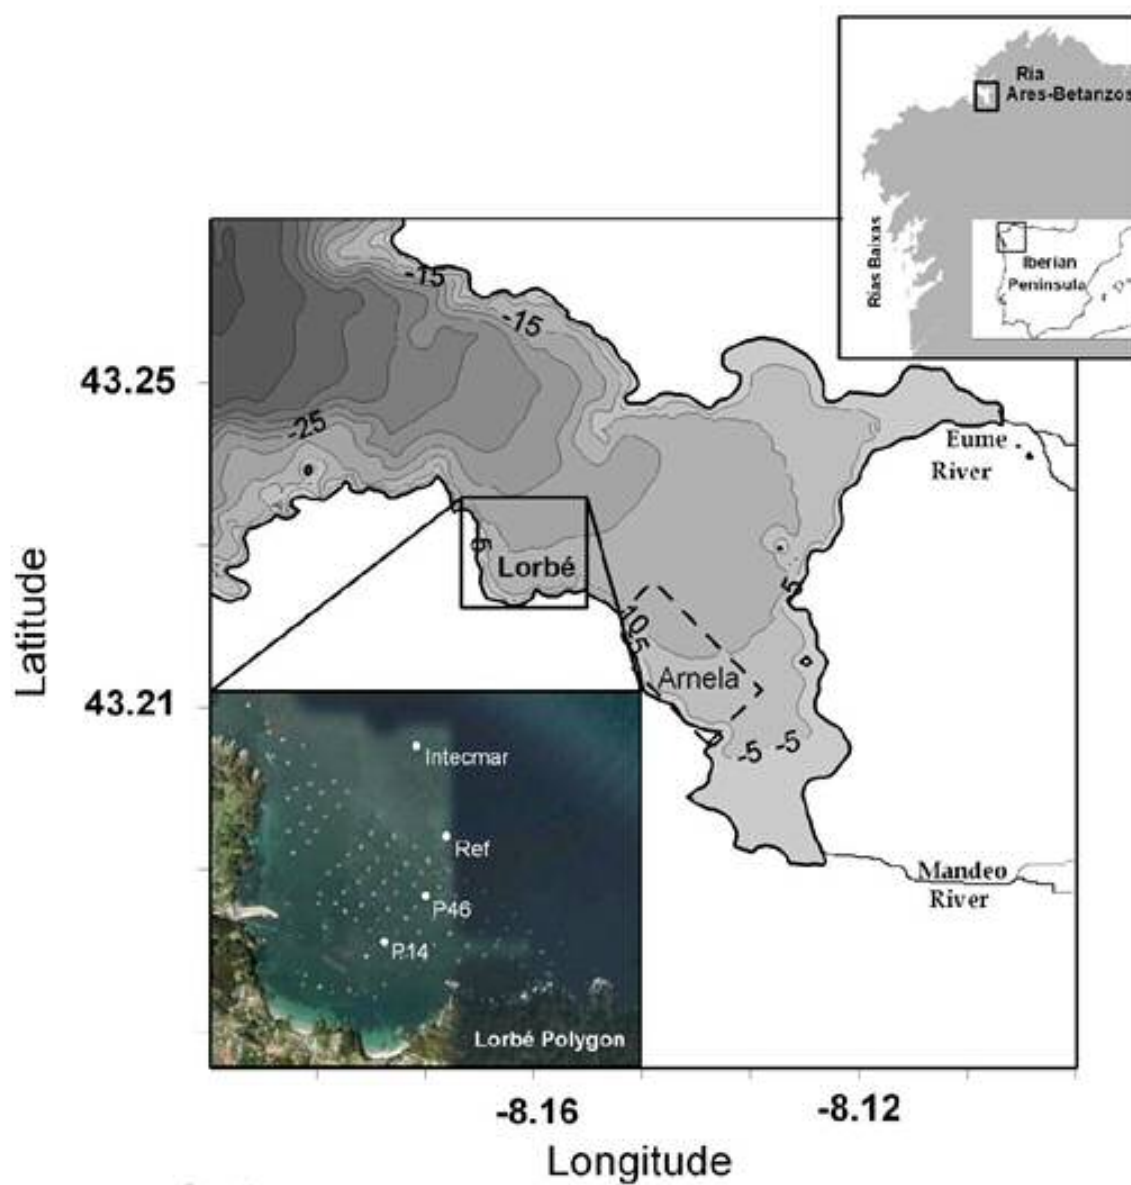 Ria
Ares-Betanzos
Rias Baixas
Iberian
Peninsula
-15
-15
43.25
-25
Eume
River
5
Lorbé
5
10
5
Arnela
Latitude
43.21
-5
-5
Intecmar
Ref
P46
P14
Lorbé Polygon
Mandeo
River
-8.16
-8.12
Longitude